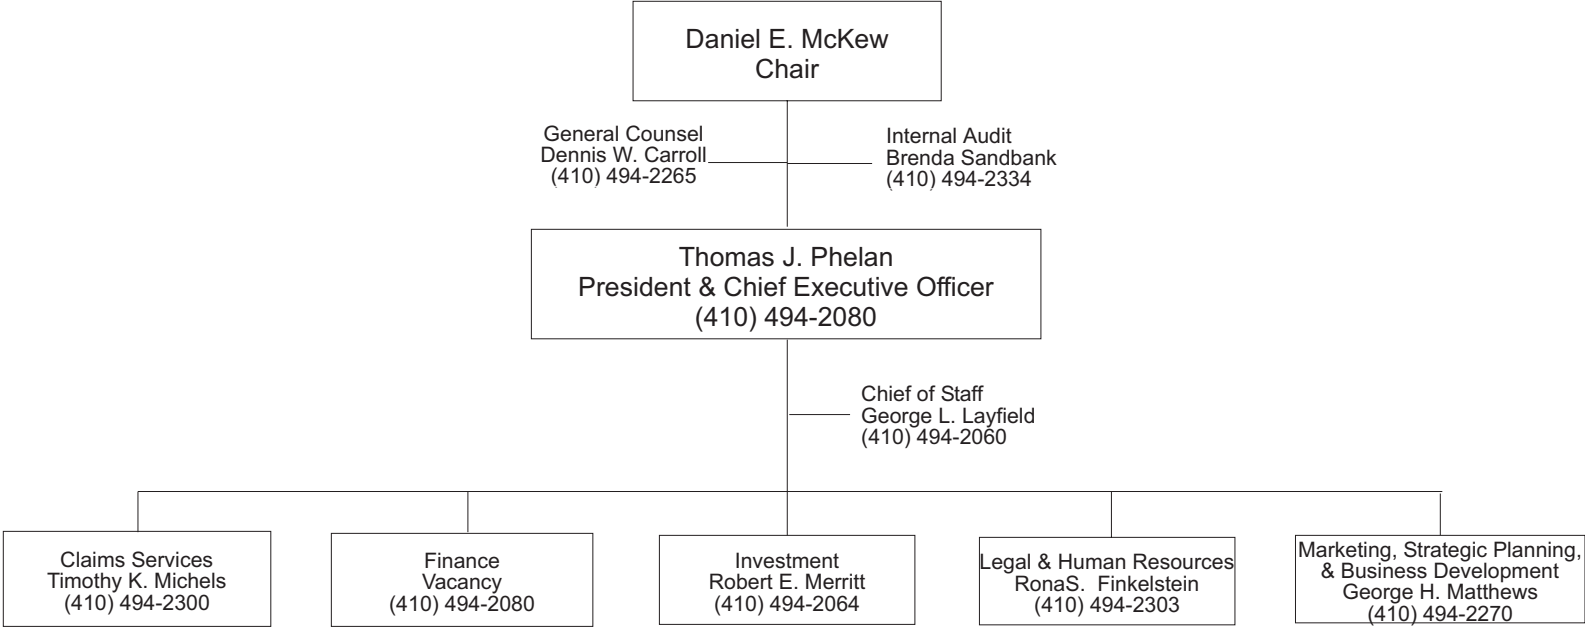 Daniel E. McKew
Chair
General Counsel
Dennis W. Carroll
(410) 494-2265
Internal Audit
Brenda Sandbank
(410) 494-2334
Thomas J. Phelan
President & Chief Executive Officer
(410) 494-2080
Chief of Staff
George L. Layfield
(410) 494-2060
Claims Services
Timothy K. Michels
(410) 494-2300
Finance
Vacancy
(410) 494-2080
Investment
Robert E. Merritt
(410) 494-2064
Legal & Human Resources
RonaS. Finkelstein
(410) 494-2303
Marketing, Strategic Planning,
& Business Development
George H. Matthews
(410) 494-2270